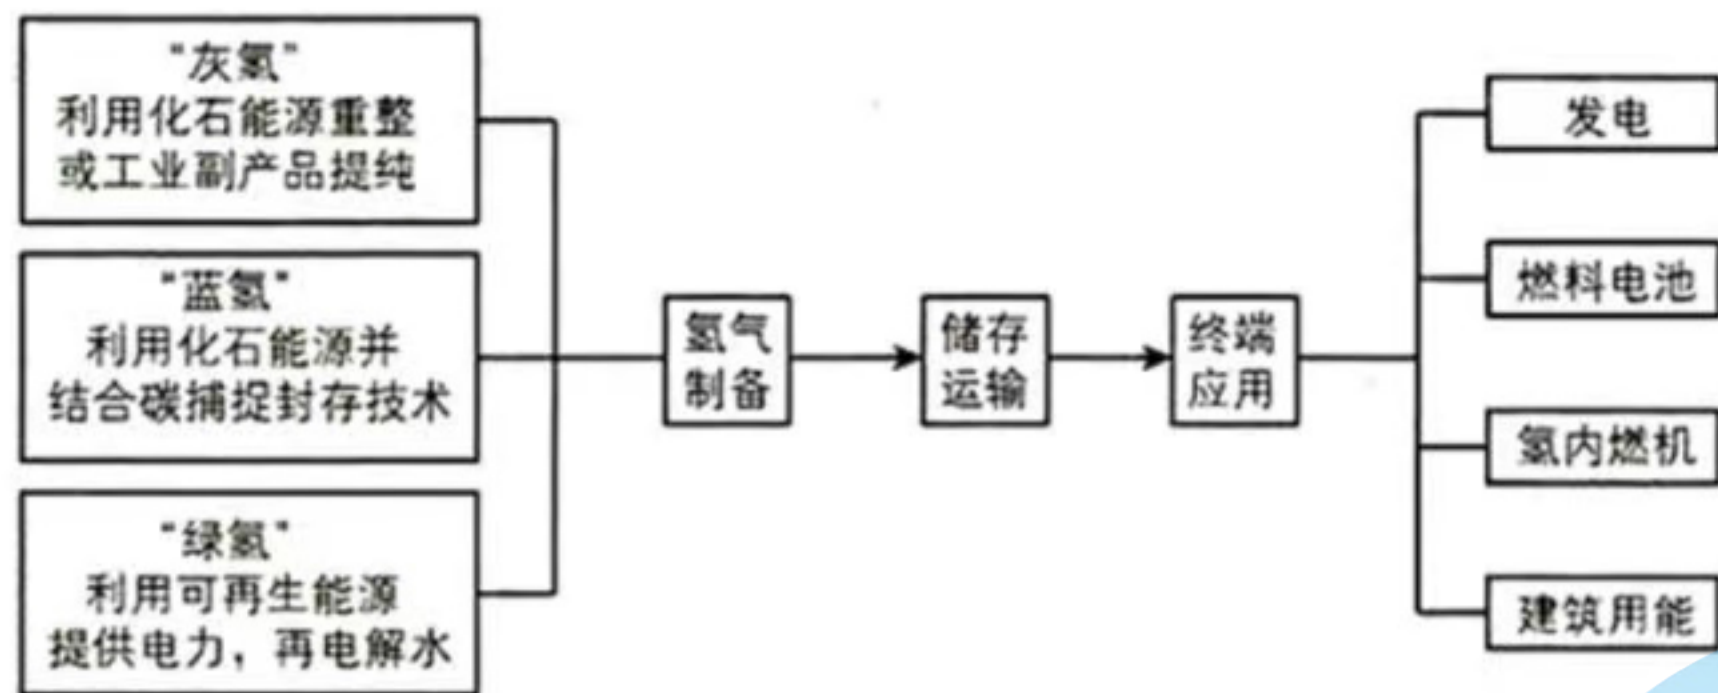 “灰氢”
利用化石能源重整
或工业副产品提纯
“蓝氢”
利用化石能源并
结合碳捕捉封存技术
“绿氢”
利用可再生能源
提供电力，再电解水
氢气
制备
储存
运输
终端
应用
发电
燃料电池
氢内燃机
建筑用能